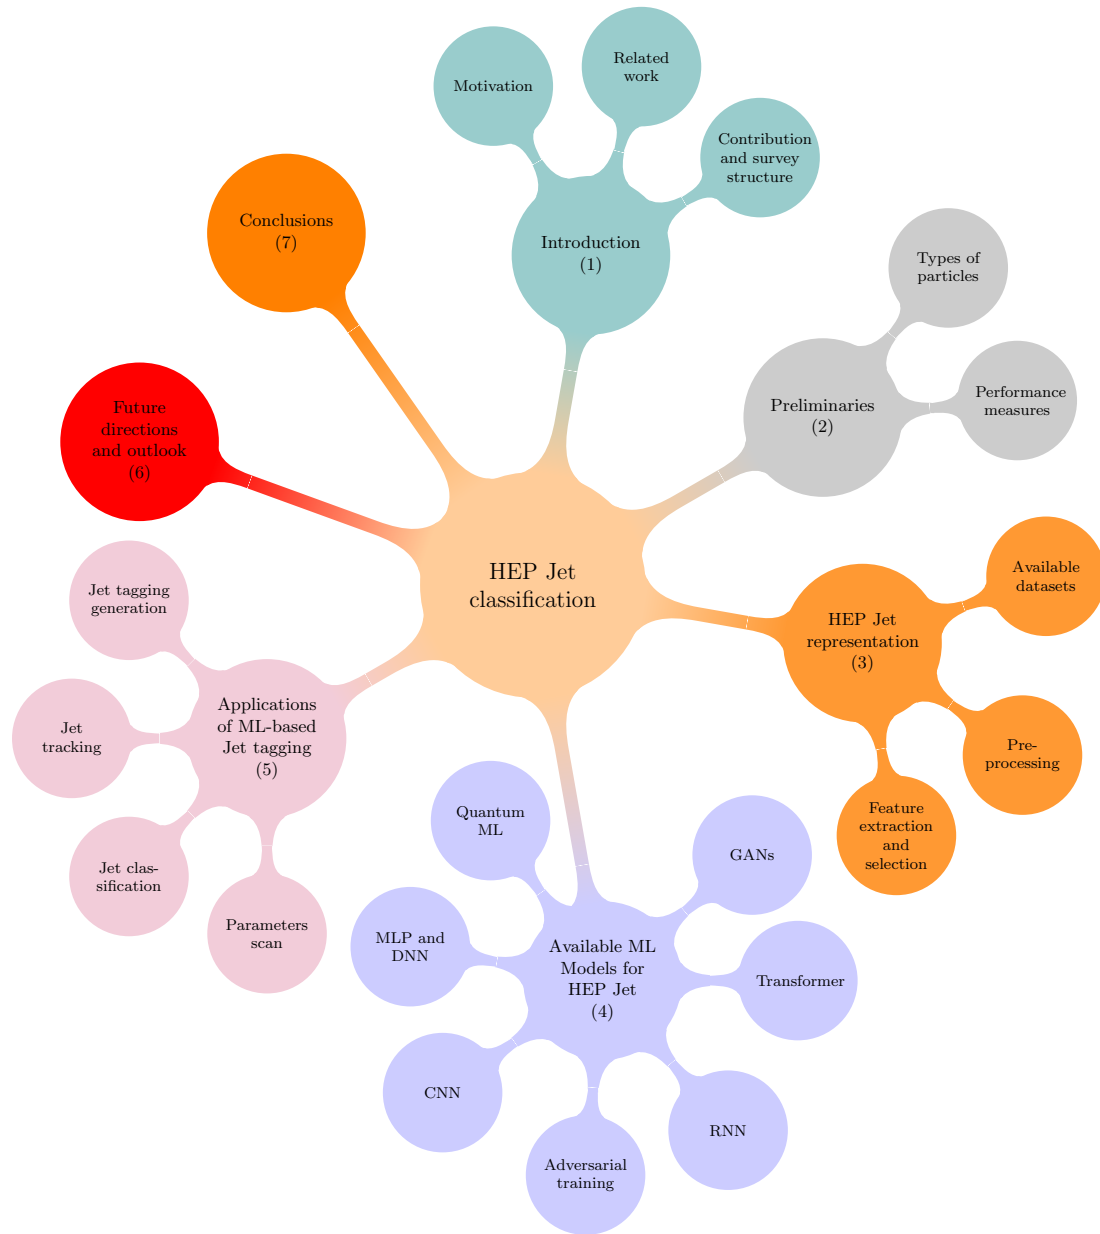 HEP Jet
classification
Introduction
(1)
Motivation
Related
work
Contribution
and survey
structure
Preliminaries
(2)
Types of
particles
Performance
measures
HEP Jet
representation
(3)
Available
datasets
Pre-
processing
Feature
extraction
and
selection
Available ML
Models for
HEP Jet
(4)
GANs
Transformer
RNN
Adversarial
training
CNN
MLP and
DNN
Quantum
ML
Applications
of ML-based
Jet tagging
(5)
Parameters
scan
Jet clas-
sification
Jet
tracking
Jet tagging
generation
Future
directions
and outlook
(6)
Conclusions
(7)